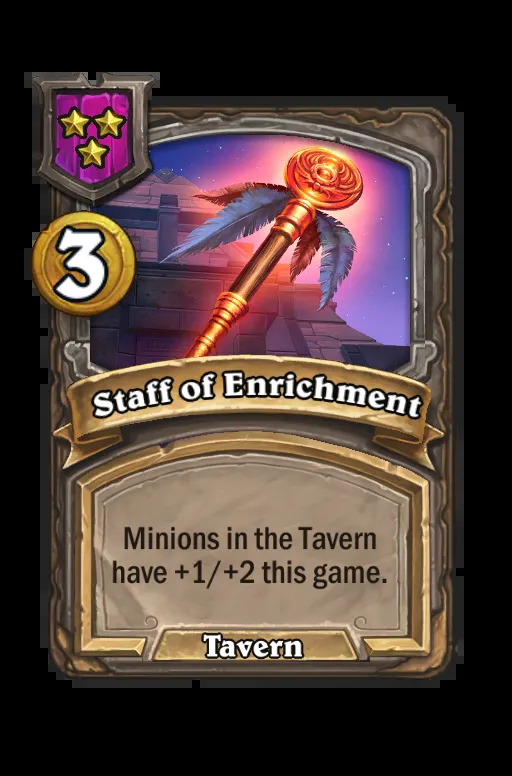 3
Staff of Enrichment
Minions in the Tavern
have +1/+2 this game.
Tavern